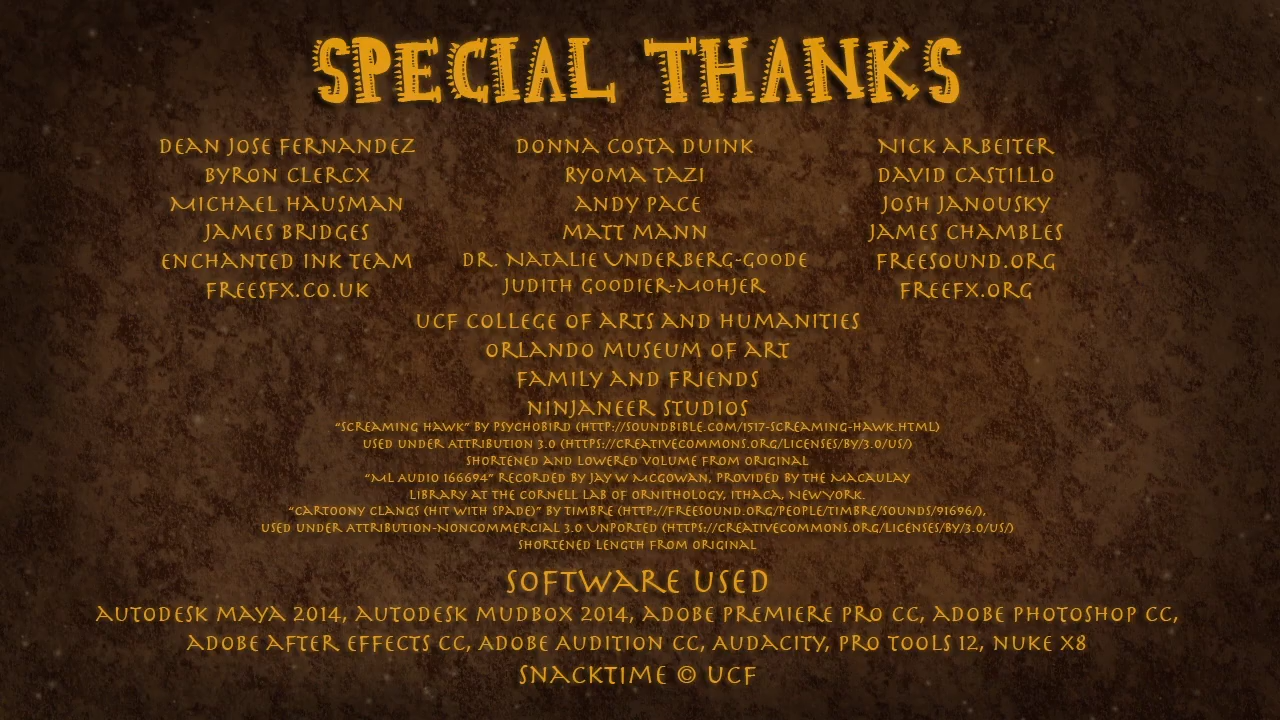 SPECIAL THANKS
DEAN JOSE FERNANDEZ
BYRON CLERCX
MICHAEL HAUSMAN
JAMES BRIDGES
ENCHANTED INK TEAM
FREESFX.CO.UK
DONNA COSTA DUINK
RYOMA TAZI
ANDY PACE
MATT MANN
DR. NATALIE UNDERBERG-GOODE
JUDITH GOODIER-MOHJER
NICK ARBEITER
DAVID CASTILLO
JOSH JANOUSKY
JAMES CHAMBLES
FREESOUND.ORG
FREEFX.ORG
UCF COLLEGE OF ARTS AND HUMANITIES
ORLANDO MUSEUM OF ART
FAMILY AND FRIENDS
NINJANEER STUDIOS
“SCREAMING HAWK” BY PSYCHOBIRD (HTTP://SOUNDBIBLE.COM/1517-SCREAMING-HAWK.HTML)
USED UNDER ATTRIBUTION 3.0 (HTTPS://CREATIVECOMMONS.ORG/LICENSES/BY/3.0/US/)
SHORTENED AND LOWERED VOLUME FROM ORIGINAL
“ML AUDIO 166694” RECORDED BY JAY W MCGOWAN, PROVIDED BY THE MACAULAY
LIBRARY AT THE CORNELL LAB OF ORNITHOLOGY, ITHACA, NEW YORK.
“CARTOONY CLANGS (HIT WITH SPADE)” BY TIMBRE (HTTP://FREESOUND.ORG/PEOPLE/TIMBRE/SOUNDS/91696/),
USED UNDER ATTRIBUTION-NONCOMMERCIAL 3.0 UNPORTED (HTTPS://CREATIVECOMMONS.ORG/LICENSES/BY/3.0/US/)
SHORTENED LENGTH FROM ORIGINAL
SOFTWARE USED
AUTODESK MAYA 2014, AUTODESK MUDBOX 2014, ADOBE PREMIERE PRO CC, ADOBE PHOTOSHOP CC,
ADOBE AFTER EFFECTS CC, ADOBE AUDITION CC, AUDACITY, PRO TOOLS 12, NUKE X8
SNACKTIME © UCF